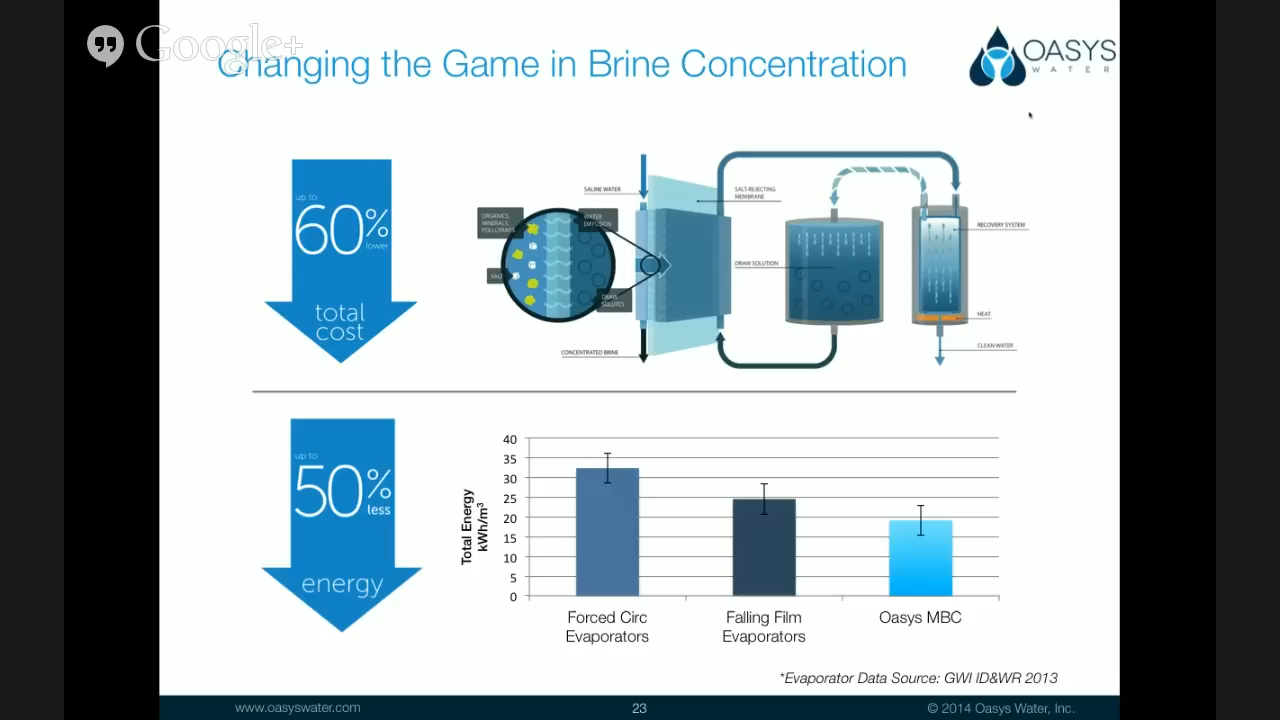 Google+
Changing the Game in Brine Concentration
OASYS
WATER
up to
60%
lower
total
cost
SALINE WATER
SALT-REJECTING
MEMBRANE
ORGANICS,
MINERALS,
POLLUTANTS
WATER
DIFFUSION
RECOVERY SYSTEM
SALT
DRAW SOLUTION
DRAW
SOLUTES
HEAT
CONCENTRATED BRINE
CLEAN WATER
up to
50%
less
energy
Total Energy
kWh/m³
40
35
30
25
20
15
10
5
0
Forced Circ
Evaporators
Falling Film
Evaporators
Oasys MBC
*Evaporator Data Source: GWI ID&WR 2013
www.oasyswater.com
23
© 2014 Oasys Water, Inc.